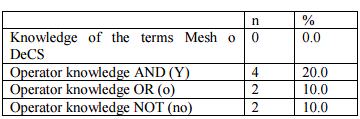 n %
Knowledge of the terms Mesh o 0 0.0
DeCS
Operator knowledge AND (Y) 4 20.0
Operator knowledge OR (o) 2 10.0
Operator knowledge NOT (no) 2 10.0